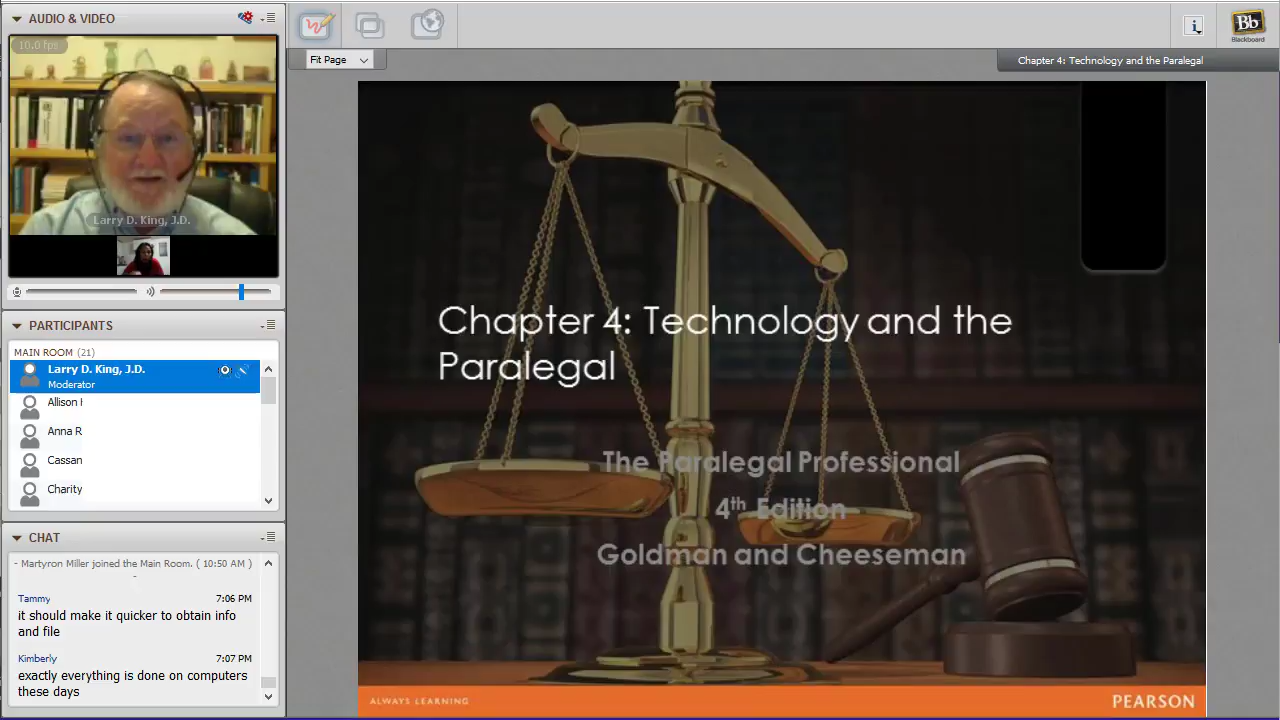 AUDIO & VIDEO
10.0 fps
Larry D. King, J.D.
PARTICIPANTS
MAIN ROOM (21)
Larry D. King, J.D.
Moderator
Allison
Anna R
Cassan
Charity
CHAT
- Martyron Miller joined the Main Room. ( 10:50 AM )
-
Tammy 7:06 PM
it should make it quicker to obtain info
and file
Kimberly 7:07 PM
exactly everything is done on computers
these days
Fit Page
i
Bb
Blackboard
Chapter 4: Technology and the Paralegal
Chapter 4: Technology and the
Paralegal
The Paralegal Professional
4th Edition
Goldman and Cheeseman
ALWAYS LEARNING
PEARSON